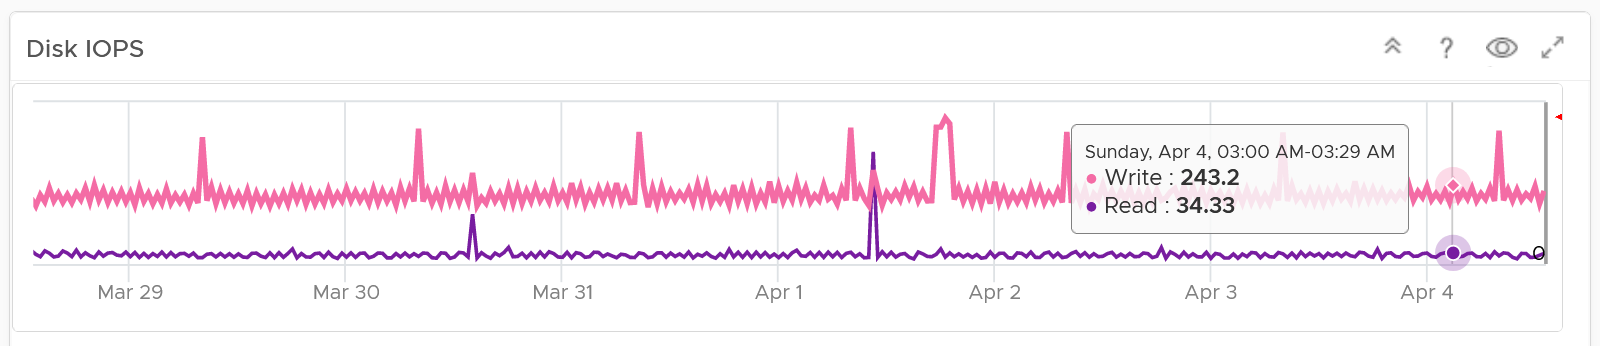 Disk IOPS
?
Sunday, Apr 4, 03:00 AM-03:29 AM
Write : 243.2
Read : 34.33
0
Mar 29 Mar 30 Mar 31 Apr 1 Apr 2 Apr 3 Apr 4